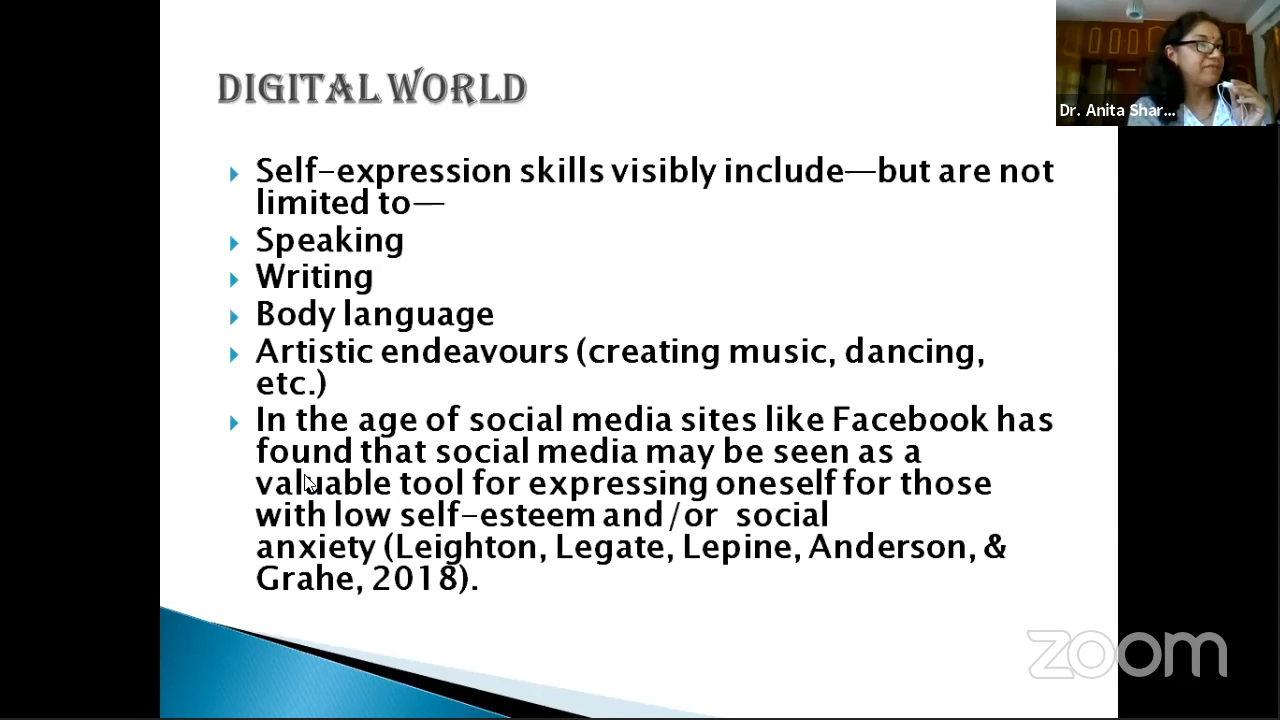 DIGITAL WORLD
Self-expression skills visibly include—but are not
limited to—
Speaking
Writing
Body language
Artistic endeavours (creating music, dancing,
etc.)
In the age of social media sites like Facebook has
found that social media may be seen as a
valuable tool for expressing oneself for those
with low self-esteem and/or social
anxiety (Leighton, Legate, Lepine, Anderson, &
Grahe, 2018).
Dr. Anita Shar...
zoom